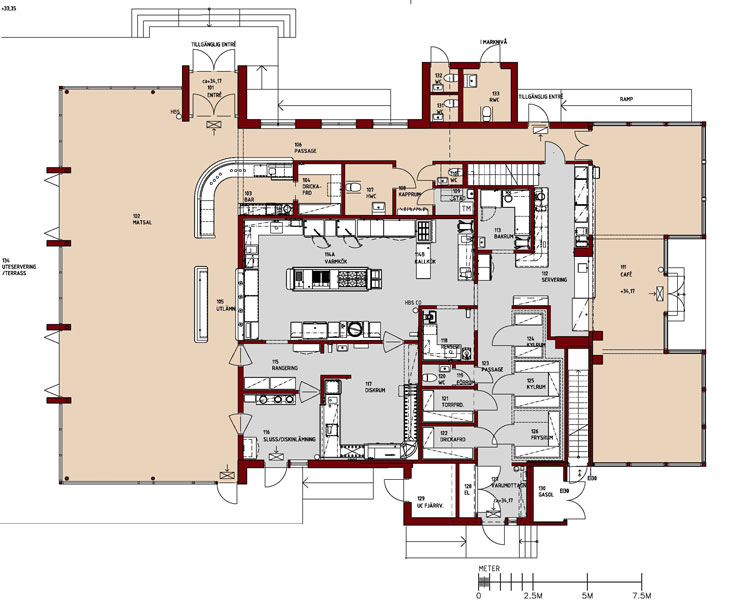 +33,35
TILLGÄNGLIG ENTRÉ
I MARKNIVÅ
ca+34,17
101
ENTRÉ
132
WC
133
RWC
TILLGÄNGLIG ENTRÉ
RAMP
131
WC
HBS
106
PASSAGE
104
DRICKA-
FRD
107
HWC
108
KAPPRUM
110
WC
109
STÄD
TM
103
BAR
102
MATSAL
113
BAKRUM
134
UTESERVERING
/TERRASS
114A
VARMKÖK
114B
KALLKÖK
112
SERVERING
111
CAFÉ
+34,17
105
UTLÄMN
HBS CO
118
RENSERI
124
KYLRUM
115
RANGERING
123
PASSAGE
120
WC
119
FÖRRUM
117
DISKRUM
125
KYLRUM
121
TORRFRD.
116
SLUSS/DISKINLÄMNING
122
DRICKAFRD
126
FRYSRUM
129
UC FJÄRRV.
128
EL
127
VARUMOTTAGN
ca+34,17
130
GASOL
EI30
EI30
METER
0
2.5M
5M
7.5M